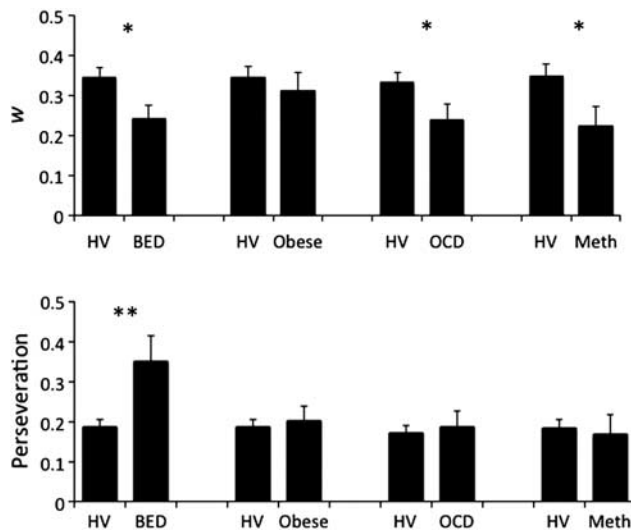 0.5
* * *
0.4
0.3
w
0.2
0.1
0
HV BED HV Obese HV OCD HV Meth
0.5
**
0.4
Perseveration
0.3
0.2
0.1
0
HV BED HV Obese HV OCD HV Meth